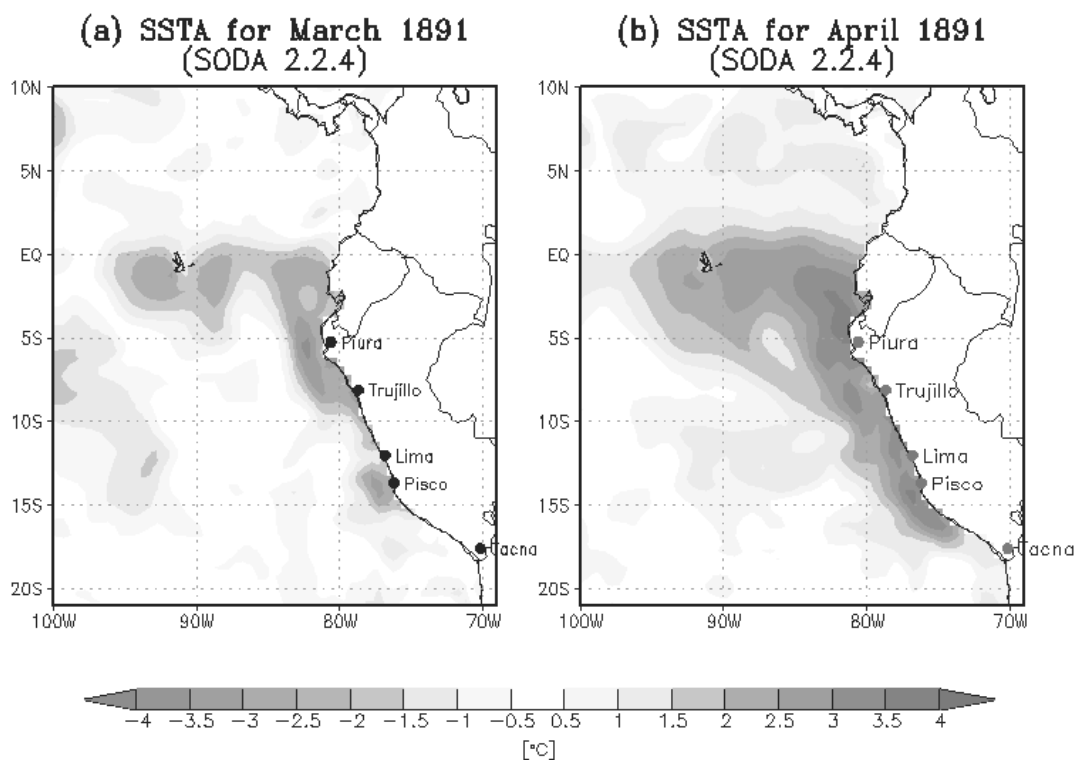 (a) SSTA for March 1891
(SODA 2.2.4)
10N
5N
EQ
5S
10S
15S
20S
100W
90W
80W
70W
Piura
Trujillo
Lima
Pisco
Tacna
(b) SSTA for April 1891
(SODA 2.2.4)
10N
5N
EQ
5S
10S
15S
20S
100W
90W
80W
70W
Piura
Trujillo
Lima
Pisco
Tacna
-4 -3.5 -3 -2.5 -2 -1.5 -1 -0.5 0.5 1 1.5 2 2.5 3 3.5 4
[°C]